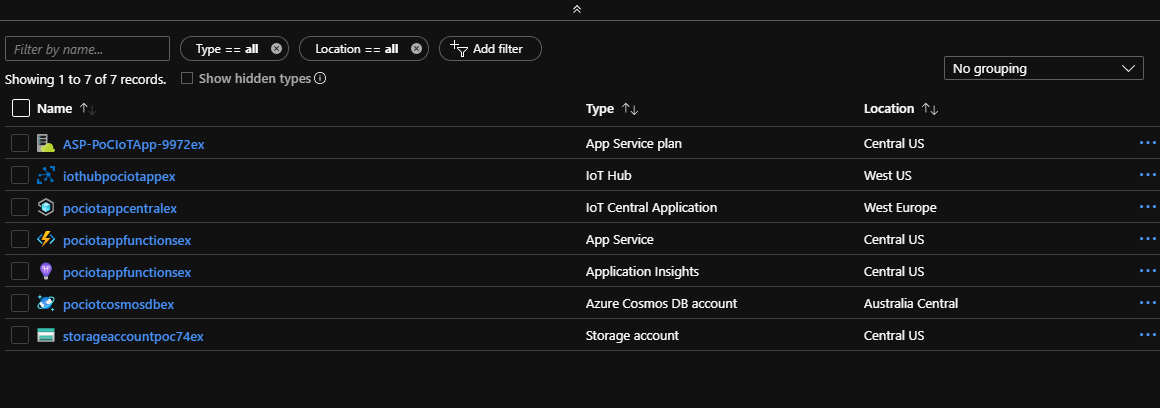 Filter by name...
Type == all
Location == all
Add filter
Showing 1 to 7 of 7 records.
Show hidden types
No grouping
Name Type Location
ASP-PoCIoTApp-9972ex App Service plan Central US
iothubpociotappex IoT Hub West US
pociotappcentralex IoT Central Application West Europe
pociotappfunctionsex App Service Central US
pociotappfunctionsex Application Insights Central US
pociotcosmosdbex Azure Cosmos DB account Australia Central
storageaccountpoc74ex Storage account Central US